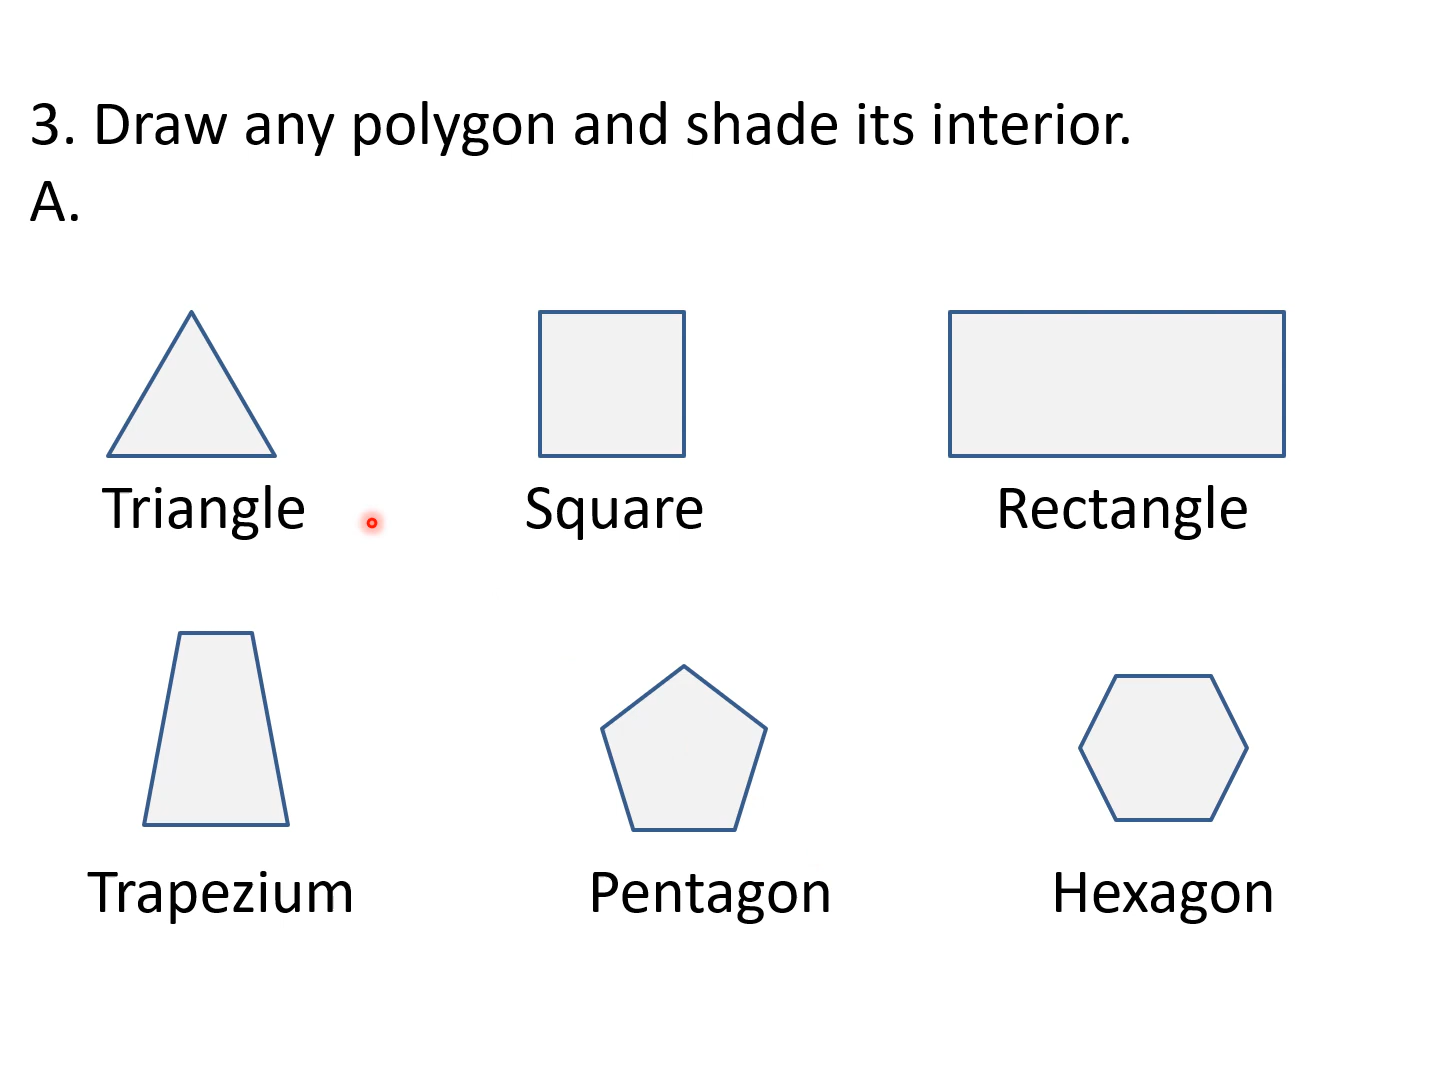 3. Draw any polygon and shade its interior.
A.
Triangle
Square
Rectangle
Trapezium
Pentagon
Hexagon